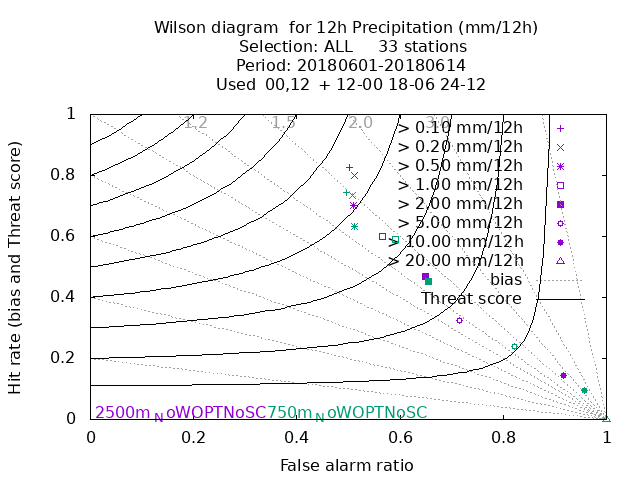 Wilson diagram  for 12h Precipitation (mm/12h)
Selection: ALL     33 stations
Period: 20180601-20180614
Used  00,12  + 12-00 18-06 24-12
Hit rate (bias and Threat score)
1
0.8
0.6
0.4
0.2
0
1.2
1.5
2.0
3.0
> 0.10 mm/12h
> 0.20 mm/12h
> 0.50 mm/12h
> 1.00 mm/12h
> 2.00 mm/12h
> 5.00 mm/12h
> 10.00 mm/12h
> 20.00 mm/12h
bias
Threat score
2500m NoWOPTNoSC 750m NoWOPTNoSC
0 0.2 0.4 0.6 0.8 1
False alarm ratio